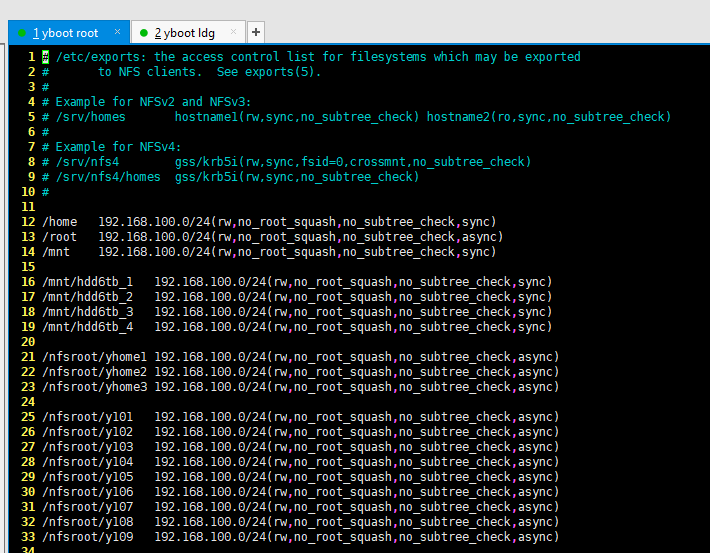 1 yboot root × 2 yboot ldg × +
1 # /etc/exports: the access control list for filesystems which may be exported
2 #       to NFS clients.  See exports(5).
3 #
4 # Example for NFSv2 and NFSv3:
5 # /srv/homes       hostname1(rw,sync,no_subtree_check) hostname2(ro,sync,no_subtree_check)
6 #
7 # Example for NFSv4:
8 # /srv/nfs4        gss/krb5i(rw,sync,fsid=0,crossmnt,no_subtree_check)
9 # /srv/nfs4/homes  gss/krb5i(rw,sync,no_subtree_check)
10 #
11
12 /home   192.168.100.0/24(rw,no_root_squash,no_subtree_check,sync)
13 /root   192.168.100.0/24(rw,no_root_squash,no_subtree_check,async)
14 /mnt    192.168.100.0/24(rw,no_root_squash,no_subtree_check,sync)
15
16 /mnt/hdd6tb_1   192.168.100.0/24(rw,no_root_squash,no_subtree_check,sync)
17 /mnt/hdd6tb_2   192.168.100.0/24(rw,no_root_squash,no_subtree_check,sync)
18 /mnt/hdd6tb_3   192.168.100.0/24(rw,no_root_squash,no_subtree_check,sync)
19 /mnt/hdd6tb_4   192.168.100.0/24(rw,no_root_squash,no_subtree_check,sync)
20
21 /nfsroot/yhome1 192.168.100.0/24(rw,no_root_squash,no_subtree_check,async)
22 /nfsroot/yhome2 192.168.100.0/24(rw,no_root_squash,no_subtree_check,async)
23 /nfsroot/yhome3 192.168.100.0/24(rw,no_root_squash,no_subtree_check,async)
24
25 /nfsroot/y101   192.168.100.0/24(rw,no_root_squash,no_subtree_check,async)
26 /nfsroot/y102   192.168.100.0/24(rw,no_root_squash,no_subtree_check,async)
27 /nfsroot/y103   192.168.100.0/24(rw,no_root_squash,no_subtree_check,async)
28 /nfsroot/y104   192.168.100.0/24(rw,no_root_squash,no_subtree_check,async)
29 /nfsroot/y105   192.168.100.0/24(rw,no_root_squash,no_subtree_check,async)
30 /nfsroot/y106   192.168.100.0/24(rw,no_root_squash,no_subtree_check,async)
31 /nfsroot/y107   192.168.100.0/24(rw,no_root_squash,no_subtree_check,async)
32 /nfsroot/y108   192.168.100.0/24(rw,no_root_squash,no_subtree_check,async)
33 /nfsroot/y109   192.168.100.0/24(rw,no_root_squash,no_subtree_check,async)
34